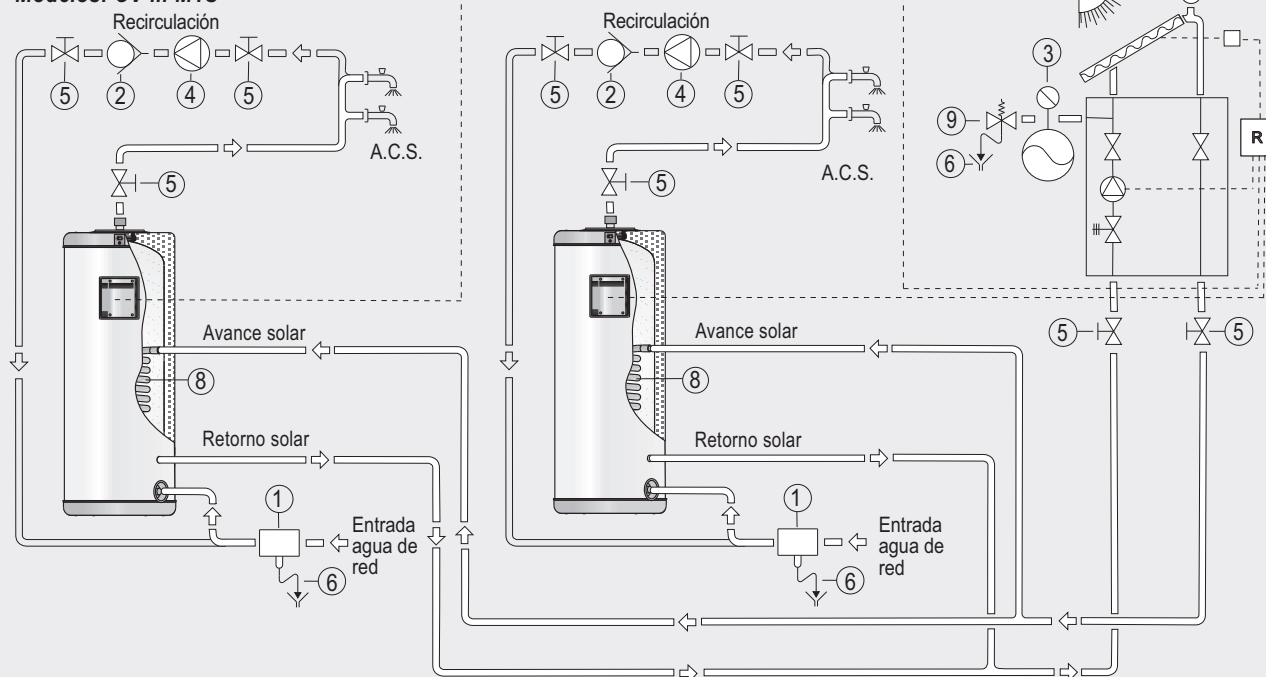 Recirculación
5
2
4
5
A.C.S.
5
Avance solar
8
Retorno solar
1
Entrada
agua de
red
6
Recirculación
5
2
4
5
A.C.S.
5
Avance solar
8
Retorno solar
1
Entrada
agua de
red
6
3
9
6
R
5
5